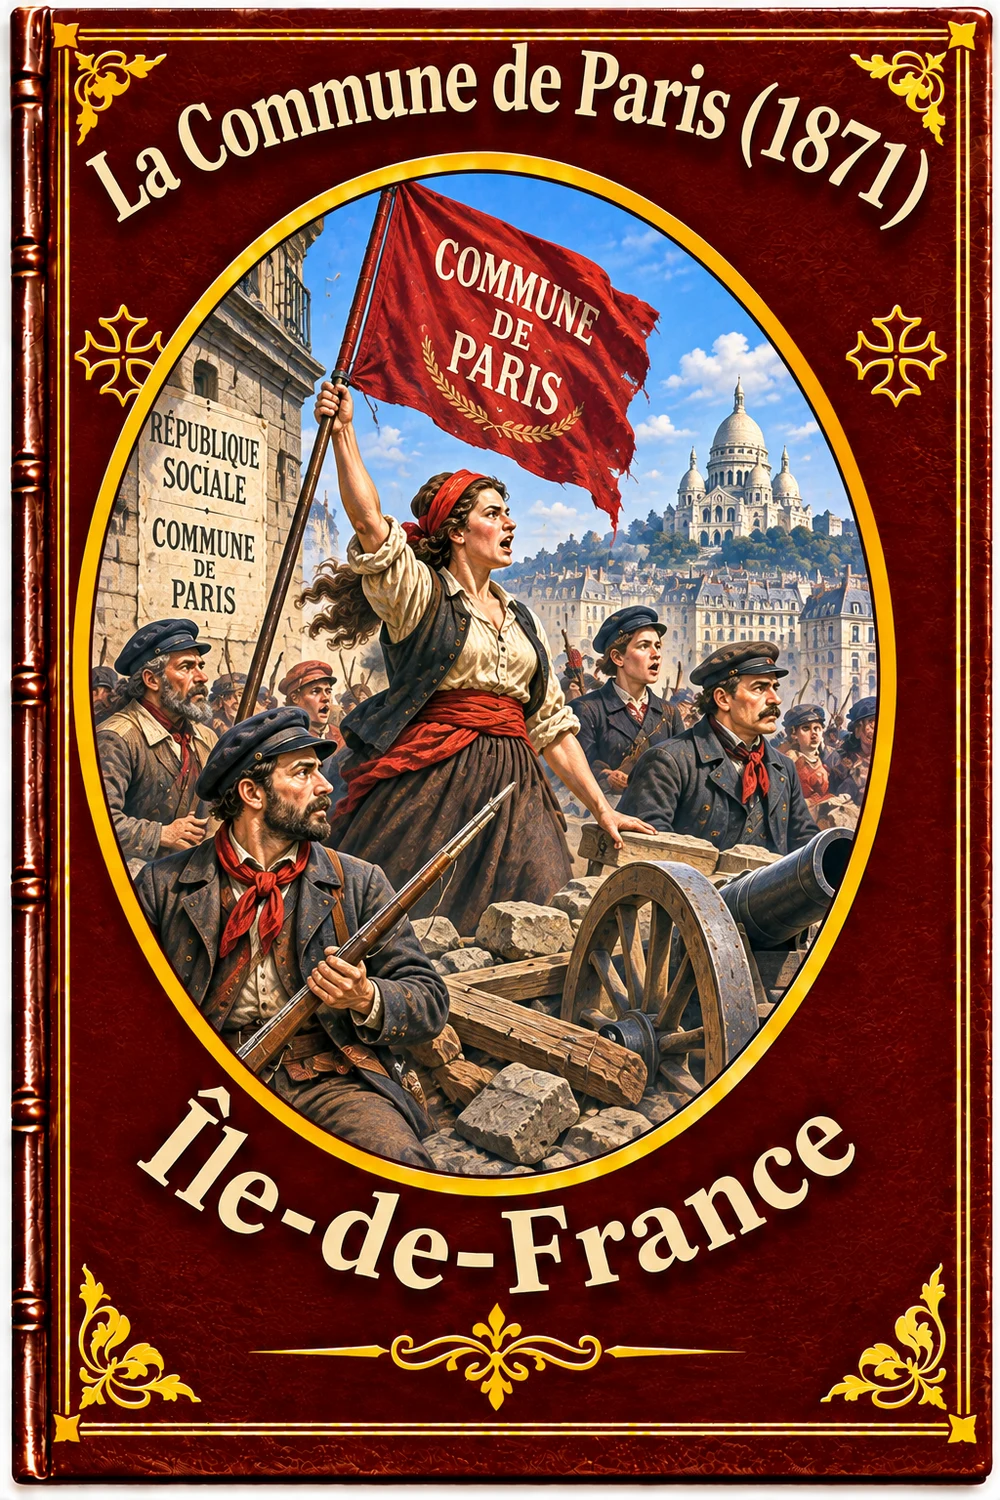 La Commune de Paris (1871)
COMMUNE
DE
PARIS
RÉPUBLIQUE
SOCIALE
COMMUNE
DE
PARIS
Île-de-France